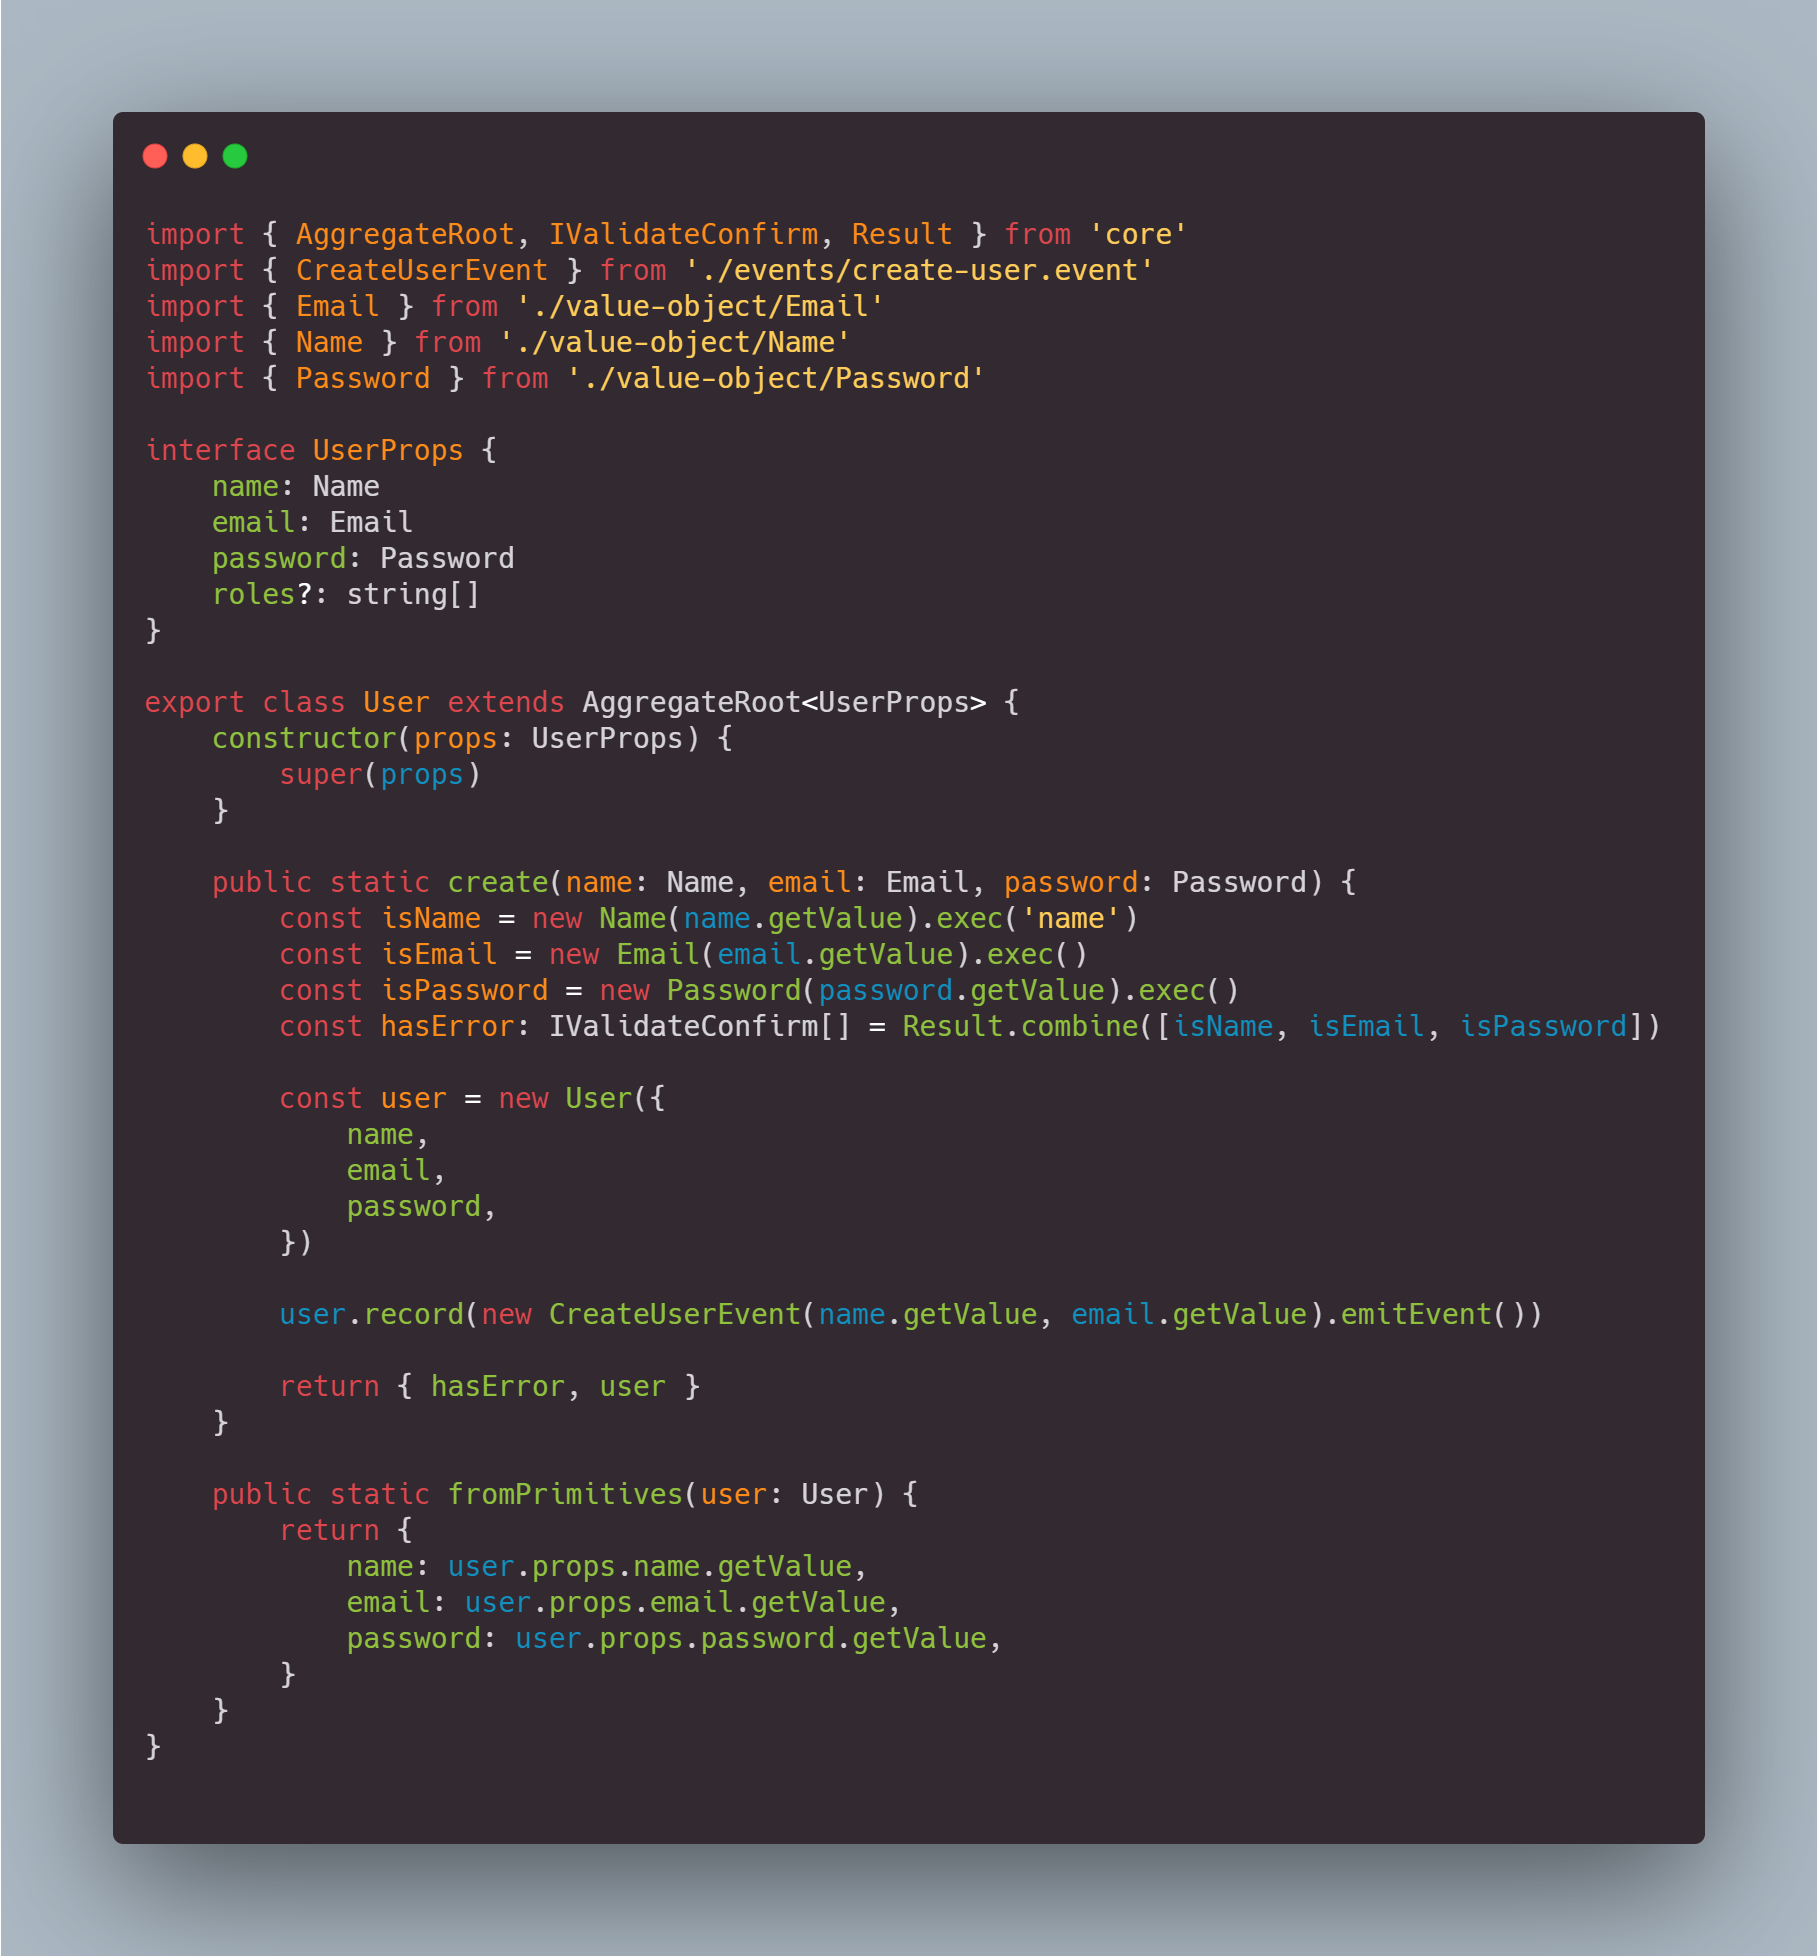 import { AggregateRoot, IValidateConfirm, Result } from 'core'
import { CreateUserEvent } from './events/create-user.event'
import { Email } from './value-object/Email'
import { Name } from './value-object/Name'
import { Password } from './value-object/Password'

interface UserProps {
    name: Name
    email: Email
    password: Password
    roles?: string[]
}

export class User extends AggregateRoot<UserProps> {
    constructor(props: UserProps) {
        super(props)
    }

    public static create(name: Name, email: Email, password: Password) {
        const isName = new Name(name.getValue).exec('name')
        const isEmail = new Email(email.getValue).exec()
        const isPassword = new Password(password.getValue).exec()
        const hasError: IValidateConfirm[] = Result.combine([isName, isEmail, isPassword])

        const user = new User({
            name,
            email,
            password,
        })

        user.record(new CreateUserEvent(name.getValue, email.getValue).emitEvent())

        return { hasError, user }
    }

    public static fromPrimitives(user: User) {
        return {
            name: user.props.name.getValue,
            email: user.props.email.getValue,
            password: user.props.password.getValue,
        }
    }
}